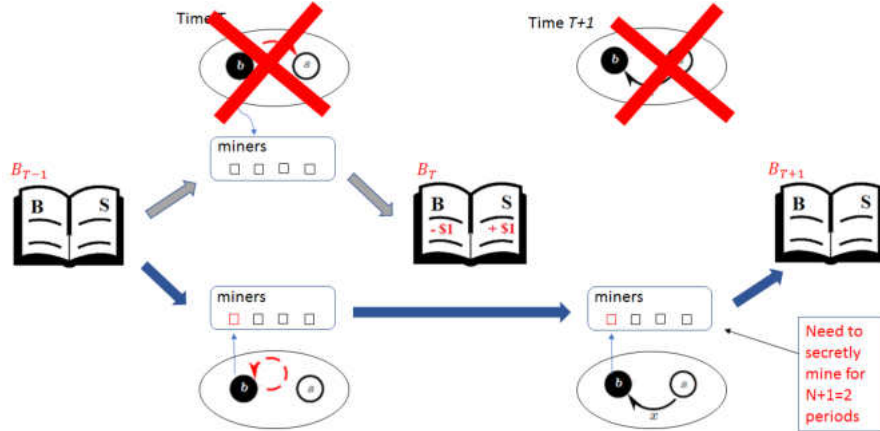 Time T
Time T+1
b a
b a
miners
B_{T-1}
B_T
B_{T+1}
B S
B S
- $1 + $1
B S
miners
miners
Need to
secretly
mine for
N+1=2
periods
b
b
x